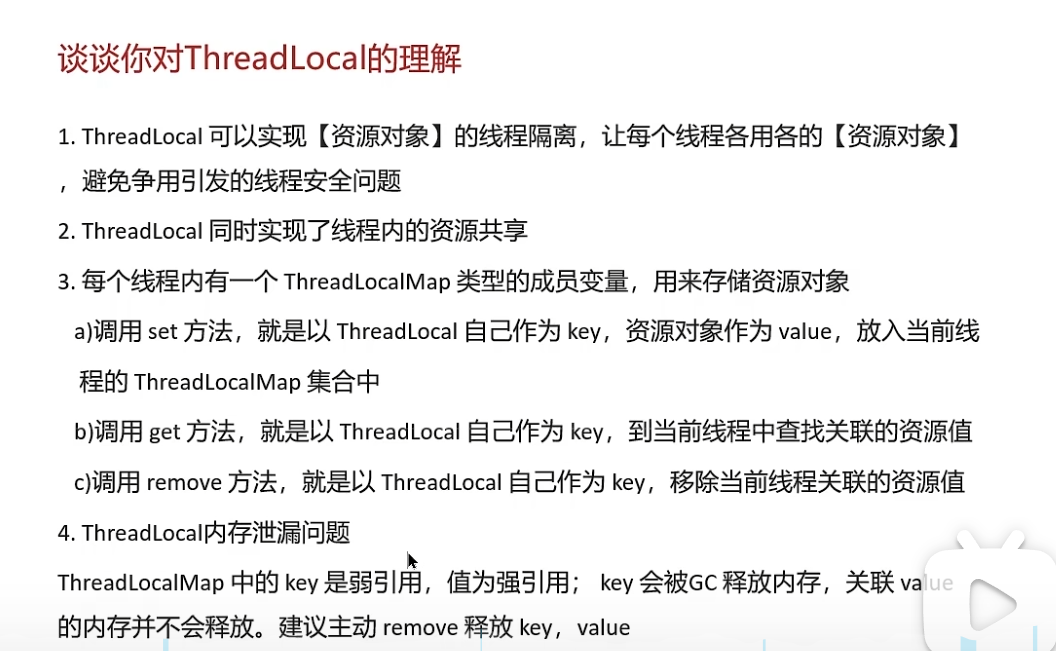 谈谈你对ThreadLocal的理解
1. ThreadLocal 可以实现【资源对象】的线程隔离，让每个线程各用各的【资源对象】
，避免争用引发的线程安全问题
2. ThreadLocal 同时实现了线程内的资源共享
3. 每个线程内有一个 ThreadLocalMap 类型的成员变量，用来存储资源对象
a)调用 set 方法，就是以 ThreadLocal 自己作为 key，资源对象作为 value，放入当前线
程的 ThreadLocalMap 集合中
b)调用 get 方法，就是以 ThreadLocal 自己作为 key，到当前线程中查找关联的资源值
c)调用 remove 方法，就是以 ThreadLocal 自己作为 key，移除当前线程关联的资源值
4. ThreadLocal内存泄漏问题
ThreadLocalMap 中的 key 是弱引用，值为强引用； key 会被GC 释放内存，关联 value
的内存并不会释放。建议主动 remove 释放 key，value